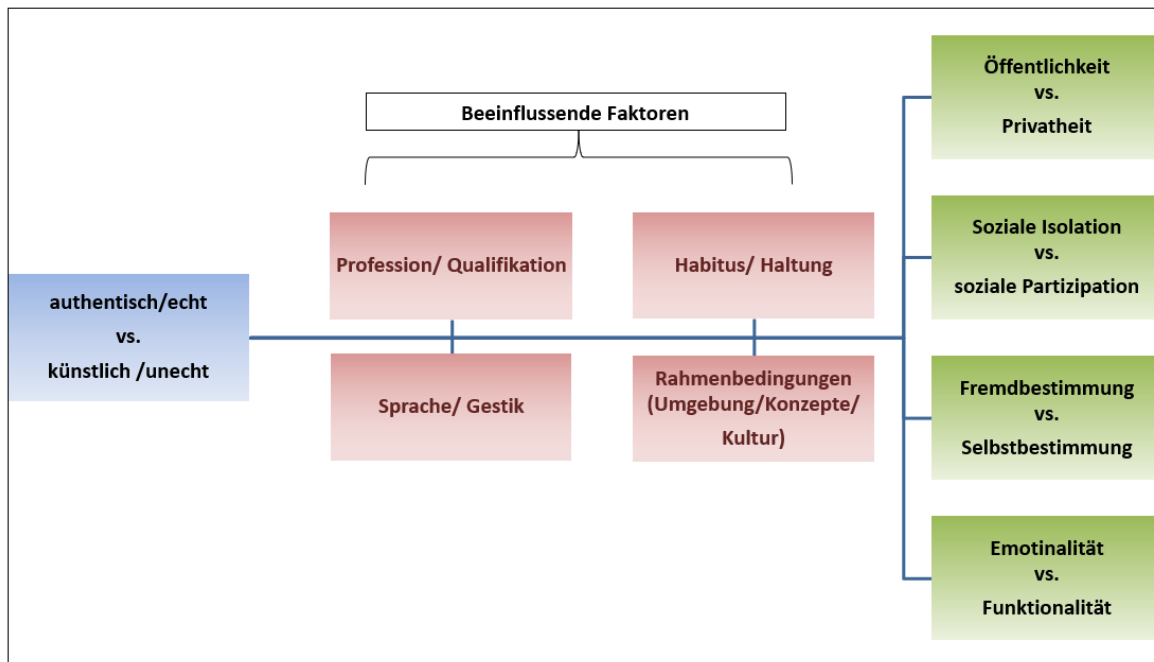 Beeinflussende Faktoren
authentisch/echt
vs.
künstlich /unecht
Profession/ Qualifikation
Habitus/ Haltung
Sprache/ Gestik
Rahmenbedingungen
(Umgebung/Konzepte/
Kultur)
Öffentlichkeit
vs.
Privatheit
Soziale Isolation
vs.
soziale Partizipation
Fremdbestimmung
vs.
Selbstbestimmung
Emotinalität
vs.
Funktionalität